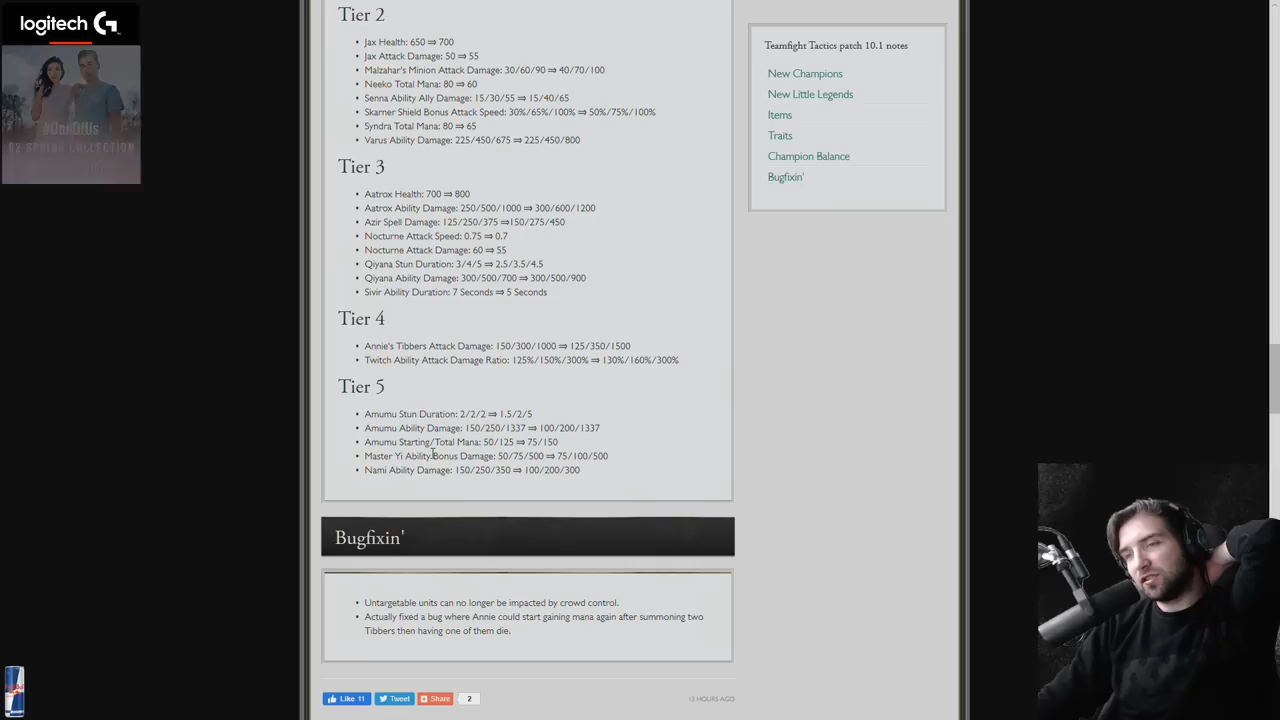 logitech G
#OneOfUs
G2 SPRING COLLECTION
Tier 2
• Jax Health: 650 ⇒ 700
• Jax Attack Damage: 50 ⇒ 55
• Malzahar's Minion Attack Damage: 30/60/90 ⇒ 40/70/100
• Neeko Total Mana: 80 ⇒ 60
• Senna Ability Ally Damage: 15/30/55 ⇒ 15/40/65
• Skarner Shield Bonus Attack Speed: 30%/65%/100% ⇒ 50%/75%/100%
• Syndra Total Mana: 80 ⇒ 65
• Varus Ability Damage: 225/450/675 ⇒ 225/450/800
Tier 3
• Aatrox Health: 700 ⇒ 800
• Aatrox Ability Damage: 250/500/1000 ⇒ 300/600/1200
• Azir Spell Damage: 125/250/375 ⇒150/275/450
• Nocturne Attack Speed: 0.75 ⇒ 0.7
• Nocturne Attack Damage: 60 ⇒ 55
• Qiyana Stun Duration: 3/4/5 ⇒ 2.5/3.5/4.5
• Qiyana Ability Damage: 300/500/700 ⇒ 300/500/900
• Sivir Ability Duration: 7 Seconds ⇒ 5 Seconds
Tier 4
• Annie's Tibbers Attack Damage: 150/300/1000 ⇒ 125/350/1500
• Twitch Ability Attack Damage Ratio: 125%/150%/300% ⇒ 130%/160%/300%
Tier 5
• Amumu Stun Duration: 2/2/2 ⇒ 1.5/2/5
• Amumu Ability Damage: 150/250/1337 ⇒ 100/200/1337
• Amumu Starting/Total Mana: 50/125 ⇒ 75/150
• Master Yi Ability Bonus Damage: 50/75/500 ⇒ 75/100/500
• Nami Ability Damage: 150/250/350 ⇒ 100/200/300
Bugfixin'
• Untargetable units can no longer be impacted by crowd control.
• Actually fixed a bug where Annie could start gaining mana again after summoning two
Tibbers then having one of them die.
Like 11
Tweet
Share
2
13 HOURS AGO
Teamfight Tactics patch 10.1 notes
New Champions
New Little Legends
Items
Traits
Champion Balance
Bugfixin'